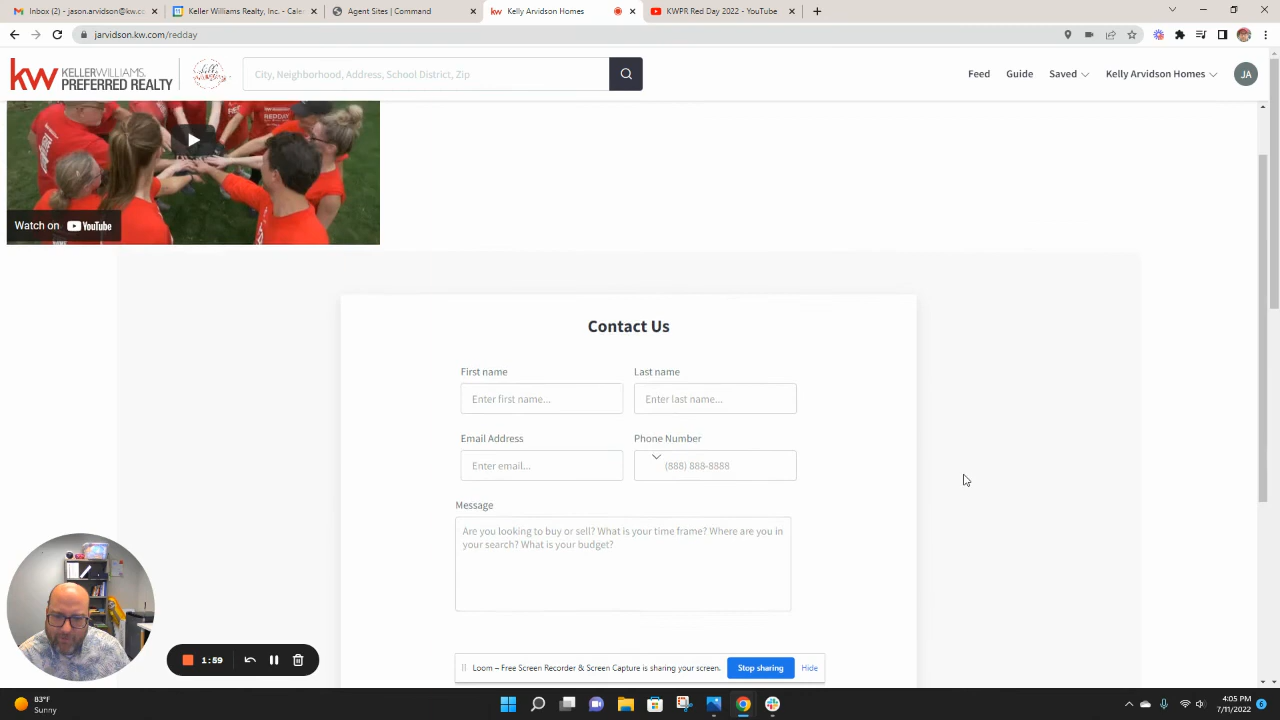 Inbox (1) - jason.arvidson@kc
Keller Williams Realty, Inc. - Cale
Agent Sites | Command
Kelly Arvidson Homes
KWPR Red Day 2022 - YouTube
jarvidson.kw.com/redday
kw KELLERWILLIAMS. PREFERRED REALTY
City, Neighborhood, Address, School District, Zip
Feed
Guide
Saved
Kelly Arvidson Homes
JA
REDDAY
Watch on YouTube
Contact Us
First name
Last name
Enter first name...
Enter last name...
Email Address
Phone Number
Enter email...
(888) 888-8888
Message
Are you looking to buy or sell? What is your time frame? Where are you in
your search? What is your budget?
1:59
Loom – Free Screen Recorder & Screen Capture is sharing your screen.
Stop sharing
Hide
83°F
Sunny
4:05 PM
7/11/2022
6